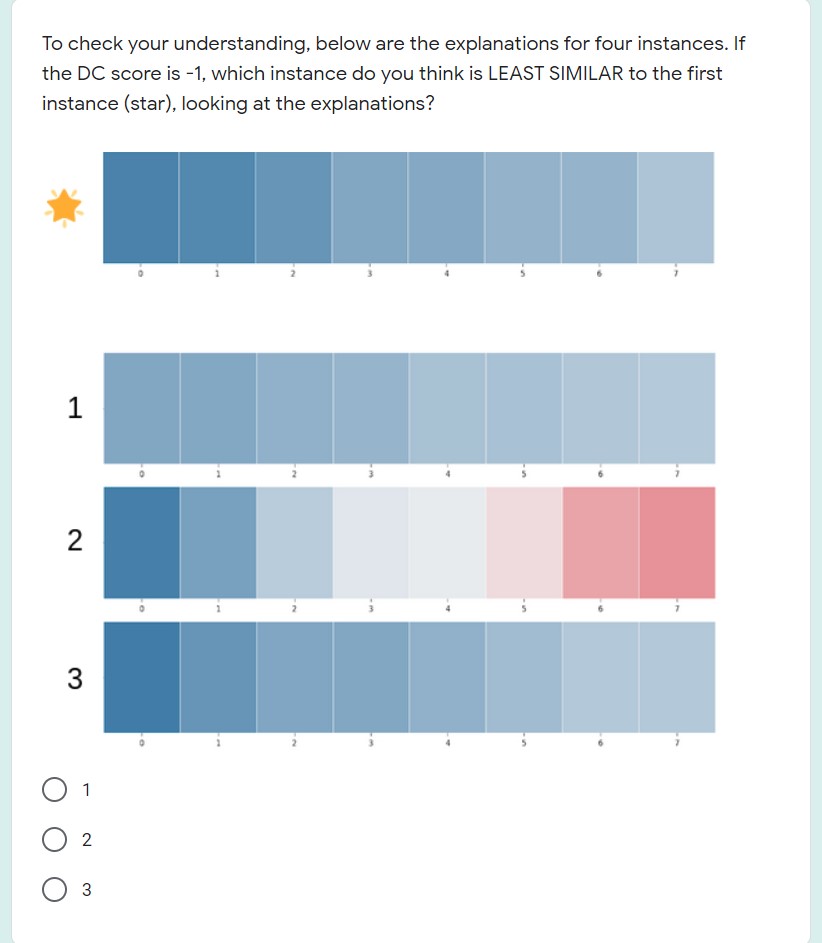 To check your understanding, below are the explanations for four instances. If
the DC score is -1, which instance do you think is LEAST SIMILAR to the first
instance (star), looking at the explanations?
0 1 2 3 4 5 6 7
1
0 1 2 3 4 5 6 7
2
0 1 2 3 4 5 6 7
3
0 1 2 3 4 5 6 7
1
2
3